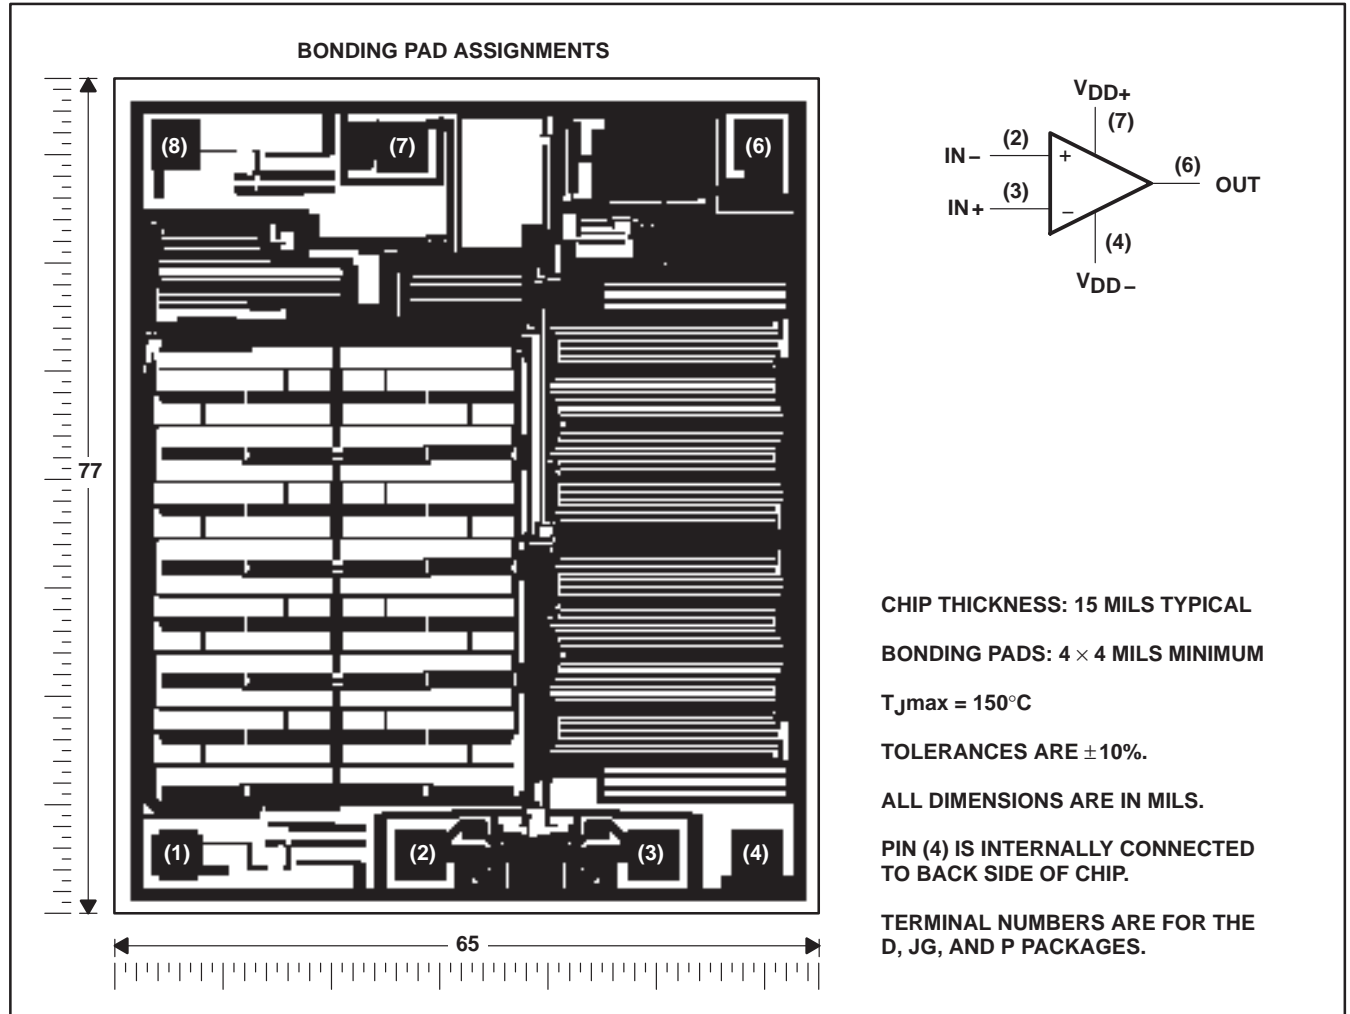 BONDING PAD ASSIGNMENTS
(8)
(7)
(6)
77
(1)
(2)
(3)
(4)
65
VDD+
(7)
IN−
(2)
+
(6)
OUT
IN+
(3)
−
(4)
VDD−
CHIP THICKNESS: 15 MILS TYPICAL
BONDING PADS: 4 × 4 MILS MINIMUM
TJmax = 150°C
TOLERANCES ARE ±10%.
ALL DIMENSIONS ARE IN MILS.
PIN (4) IS INTERNALLY CONNECTED
TO BACK SIDE OF CHIP.
TERMINAL NUMBERS ARE FOR THE
D, JG, AND P PACKAGES.